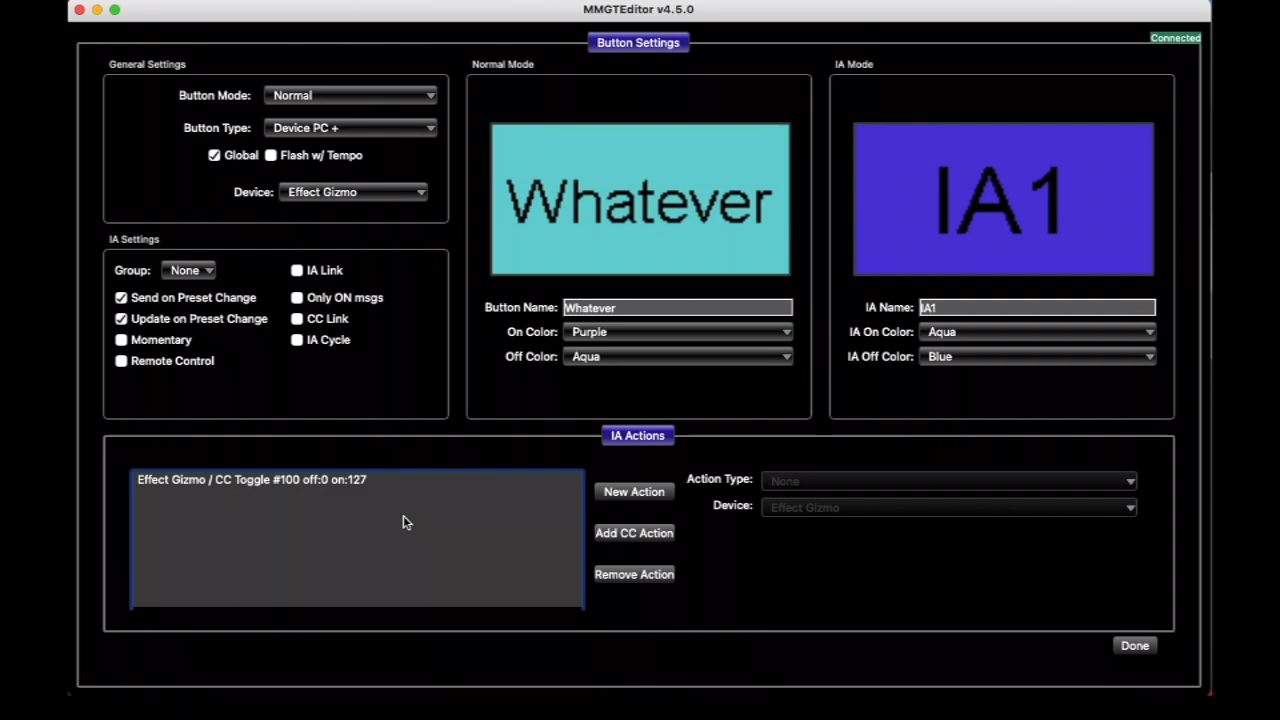 MMGTEditor v4.5.0
Connected
Button Settings
General Settings
Button Mode: Normal
Button Type: Device PC +
Global Flash w/ Tempo
Device: Effect Gizmo
IA Settings
Group: None IA Link
Send on Preset Change Only ON msgs
Update on Preset Change CC Link
Momentary IA Cycle
Remote Control
Normal Mode
Whatever
Button Name: Whatever
On Color: Purple
Off Color: Aqua
IA Mode
IA1
IA Name: IA1
IA On Color: Aqua
IA Off Color: Blue
IA Actions
Effect Gizmo / CC Toggle #100 off:0 on:127
New Action
Add CC Action
Remove Action
Action Type: None
Device: Effect Gizmo
Done